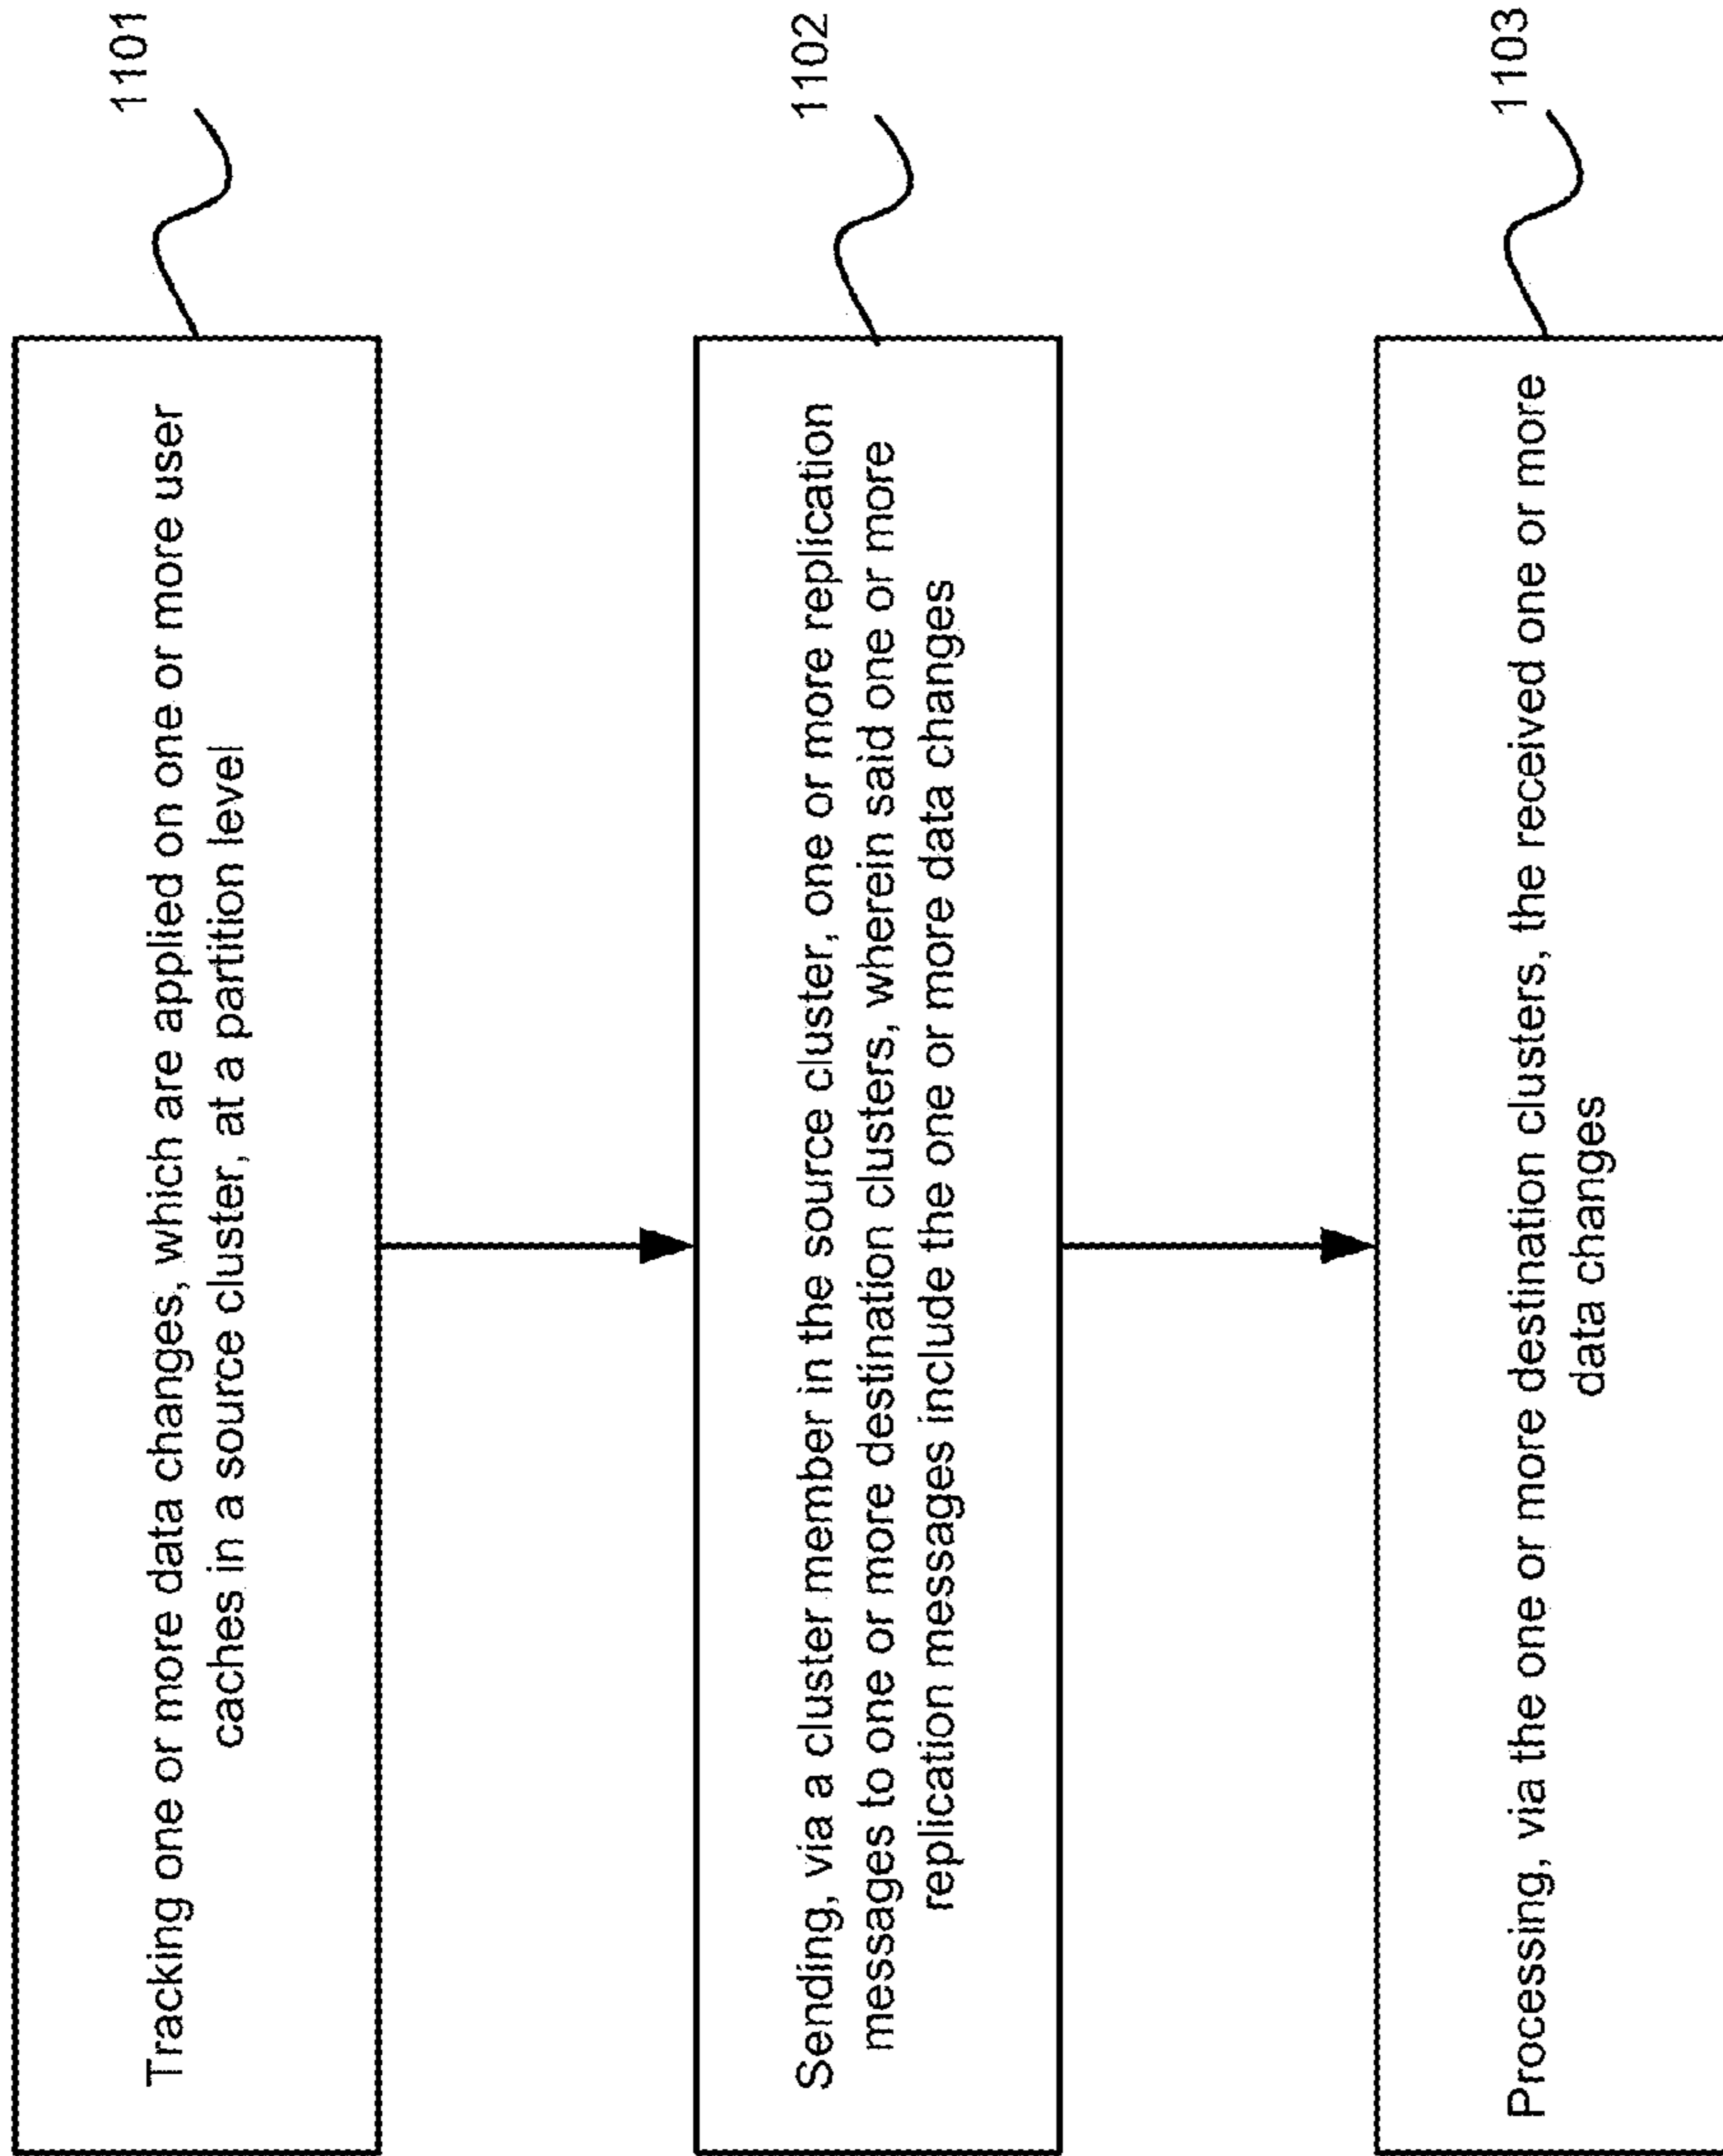 Tracking one or more data changes, which are applied on one or more user
caches in a source cluster, at a partition level
1101
Sending, via a cluster member in the source cluster, one or more replication
messages to one or more destination clusters, wherein said one or more
replication messages include the one or more data changes
1102
Processing, via the one or more destination clusters, the received one or more
data changes
1103